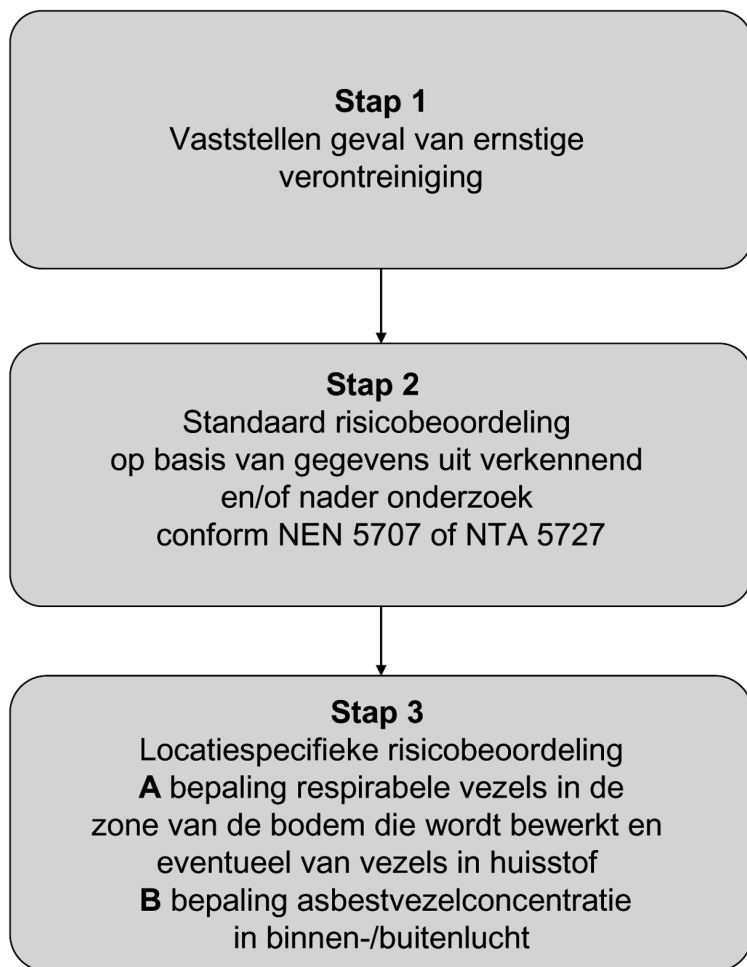 Stap 1
Vaststellen geval van ernstige
verontreiniging
Stap 2
Standaard risicobeoordeling
op basis van gegevens uit verkennend
en/of nader onderzoek
conform NEN 5707 of NTA 5727
Stap 3
Locatiespecifieke risicobeoordeling
A bepaling respirabele vezels in de
zone van de bodem die wordt bewerkt en
eventueel van vezels in huisstof
B bepaling asbestvezelconcentratie
in binnen-/buitenlucht